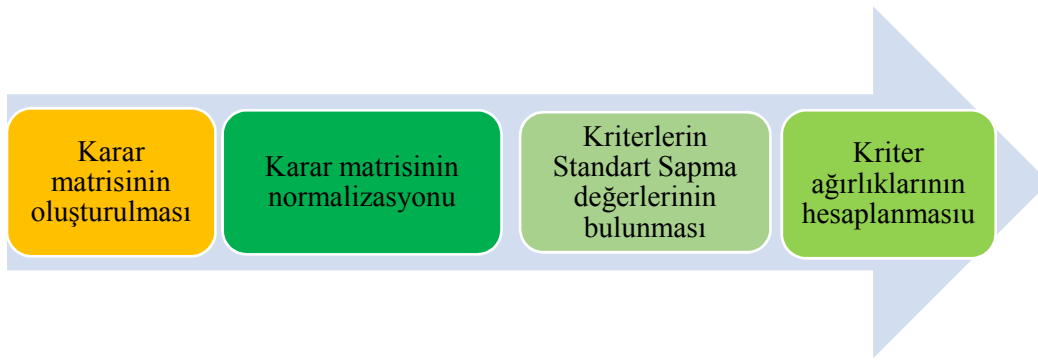 Karar
matrisinin
oluşturulması
Karar matrisinin
normalizasyonu
Kriterlerin
Standart Sapma
değerlerinin
bulunması
Kriter
ağırlıklarının
hesaplanmasıu